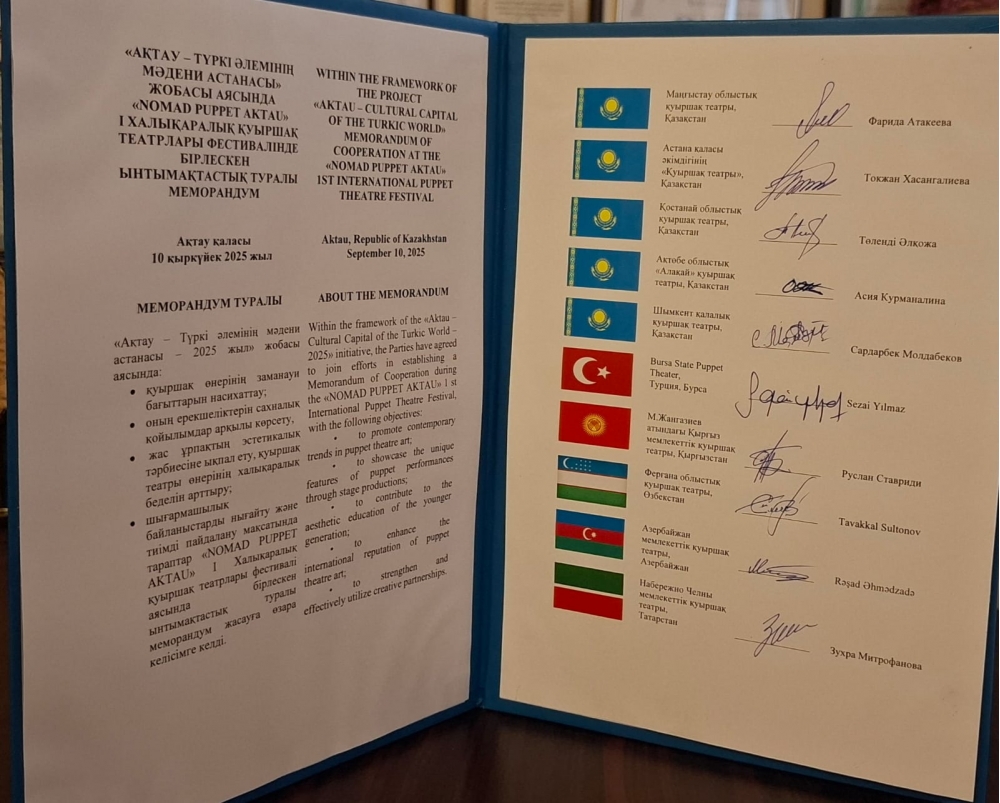 «АҚТАУ – ТҮРКІ ӘЛЕМІНІҢ
МӘДЕНИ АСТАНАСЫ»
ЖОБАСЫ АЯСЫНДА
«NOMAD PUPPET AKTAU»
I ХАЛЫҚАРАЛЫҚ ҚУЫРШАҚ
ТЕАТРЛАРЫ ФЕСТИВАЛІНДЕ
БІРЛЕСКЕН
ЫНТЫМАҚТАСТЫҚ ТУРАЛЫ
МЕМОРАНДУМ
Ақтау қаласы
10 қыркүйек 2025 жыл
МЕМОРАНДУМ ТУРАЛЫ
«Ақтау – Түркі әлемінің мәдени
астанасы – 2025 жыл» жобасы
аясында:
• қуыршақ өнерінің заманауи
бағыттарын насихаттау;
• оның ерекшеліктерін сахналық
қойылымдар арқылы көрсету,
• жас ұрпақтың эстетикалық
тәрбиесіне ықпал ету, қуыршақ
театры өнерінің халықаралық
беделін арттыру;
• шығармашылық
байланыстарды нығайту және
тиімді пайдалану мақсатында
тараптар «NOMAD PUPPET
AKTAU» I Халықаралық
қуыршақ театрлары фестивалі
аясында бірлескен
ынтымақтастық туралы
меморандум жасауға өзара
келісімге келді.
WITHIN THE FRAMEWORK OF
THE PROJECT
«AKTAU – CULTURAL CAPITAL
OF THE TURKIC WORLD»
MEMORANDUM OF
COOPERATION AT THE
«NOMAD PUPPET AKTAU»
1ST INTERNATIONAL PUPPET
THEATRE FESTIVAL
Aktau, Republic of Kazakhstan
September 10, 2025
ABOUT THE MEMORANDUM
Within the framework of the «Aktau –
Cultural Capital of the Turkic World –
2025» initiative, the Parties have agreed
to join efforts in establishing a
Memorandum of Cooperation during
the «NOMAD PUPPET AKTAU» 1 st
International Puppet Theatre Festival,
with the following objectives:
• to promote contemporary
trends in puppet theatre art;
• to showcase the unique
features of puppet performances
through stage productions;
• to contribute to the
aesthetic education of the younger
generation;
• to enhance the
international reputation of puppet
theatre art;
• to strengthen and
effectively utilize creative partnerships.
Маңғыстау облыстық
қуыршақ театры,
Қазақстан
Фарида Атакеева
Астана қаласы
әкімдігінің
«Қуыршақ театры»,
Қазақстан
Токжан Хасангалиева
Қостанай облыстық
қуыршақ театры,
Қазақстан
Төленді Әлқожа
Ақтөбе облыстық
«Алақай» қуыршақ
театры, Қазақстан
Асия Курманалина
Шымкент қалалық
қуыршақ театры,
Қазақстан
Сардарбек Молдабеков
Bursa State Puppet
Theater,
Турция, Бурса
Sezai Yılmaz
М.Жангазиев
атындағы Қырғыз
мемлекеттік қуыршақ
театры, Қырғызстан
Руслан Ставриди
Ферғана облыстық
қуыршақ театры,
Өзбекстан
Tavakkal Sultonov
Азербайжан
мемлекеттік қуыршақ
театры,
Азербайжан
Rəşad Əhmədzadə
Набережно Челны
мемлекеттік қуыршақ
театры,
Татарстан
Зухра Митрофанова